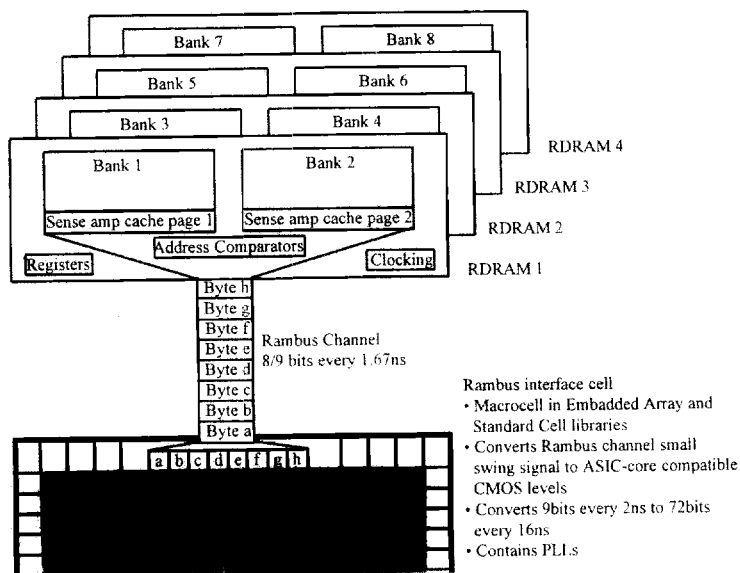 Bank 7
Bank 8
Bank 5
Bank 6
Bank 3
Bank 4
Bank 1
Bank 2
RDRAM 4
RDRAM 3
Sense amp cache page 1
Sense amp cache page 2
RDRAM 2
Address Comparators
Registers
Clocking
RDRAM 1
Byte h
Byte g
Byte f
Byte e
Byte d
Byte c
Byte b
Byte a
Rambus Channel
8/9 bits every 1.67ns
a b c d e f g h
Rambus interface cell
• Macrocell in Embadded Array and
Standard Cell libraries
• Converts Rambus channel small
swing signal to ASIC-core compatible
CMOS levels
• Converts 9bits every 2ns to 72bits
every 16ns
• Contains PLLs